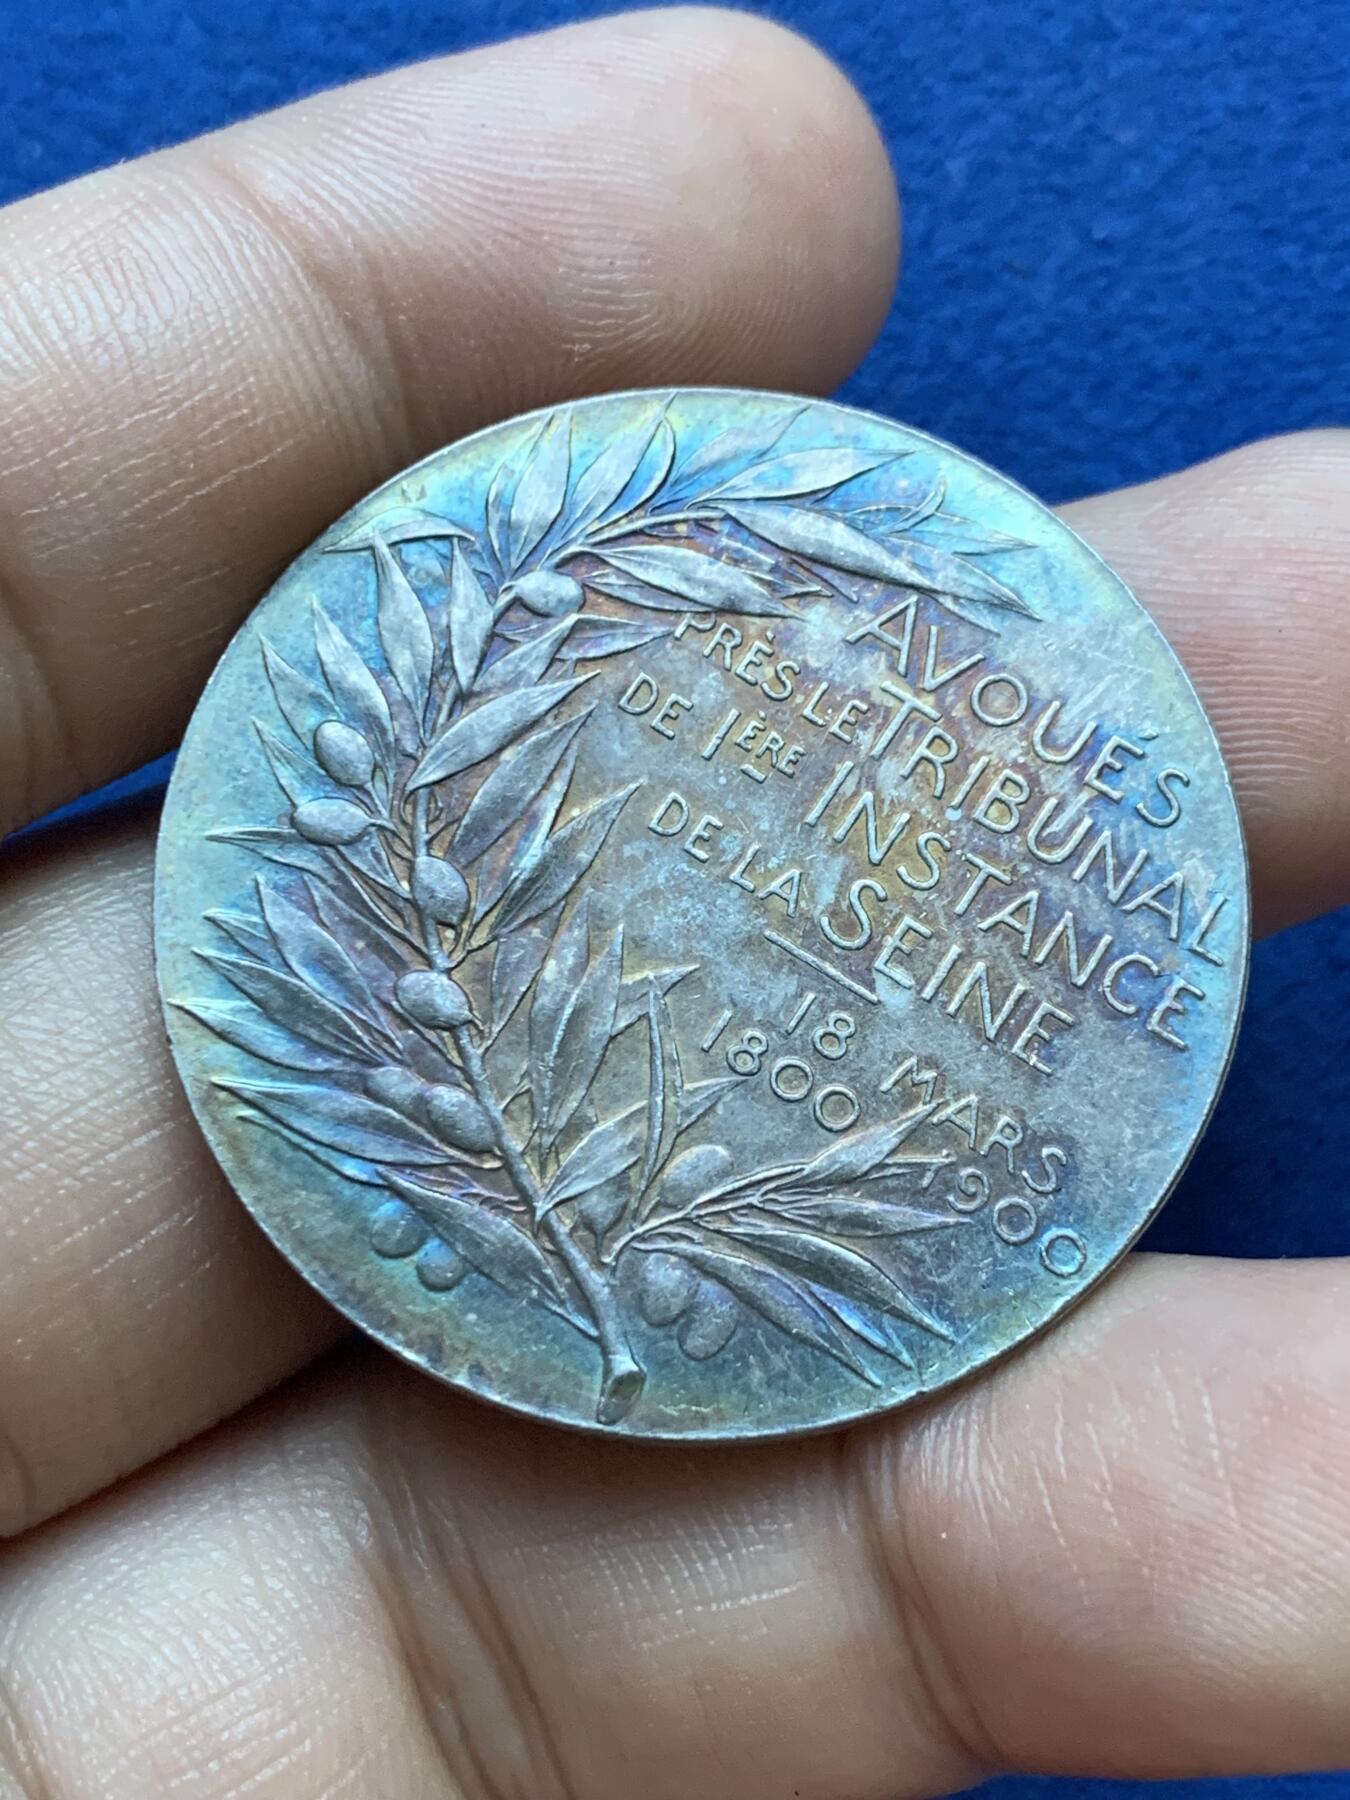 AVOUÉS
PRÈS LE TRIBUNAL
DE 1ÈRE INSTANCE
DE LA SEINE
18 MARS
1800 1900